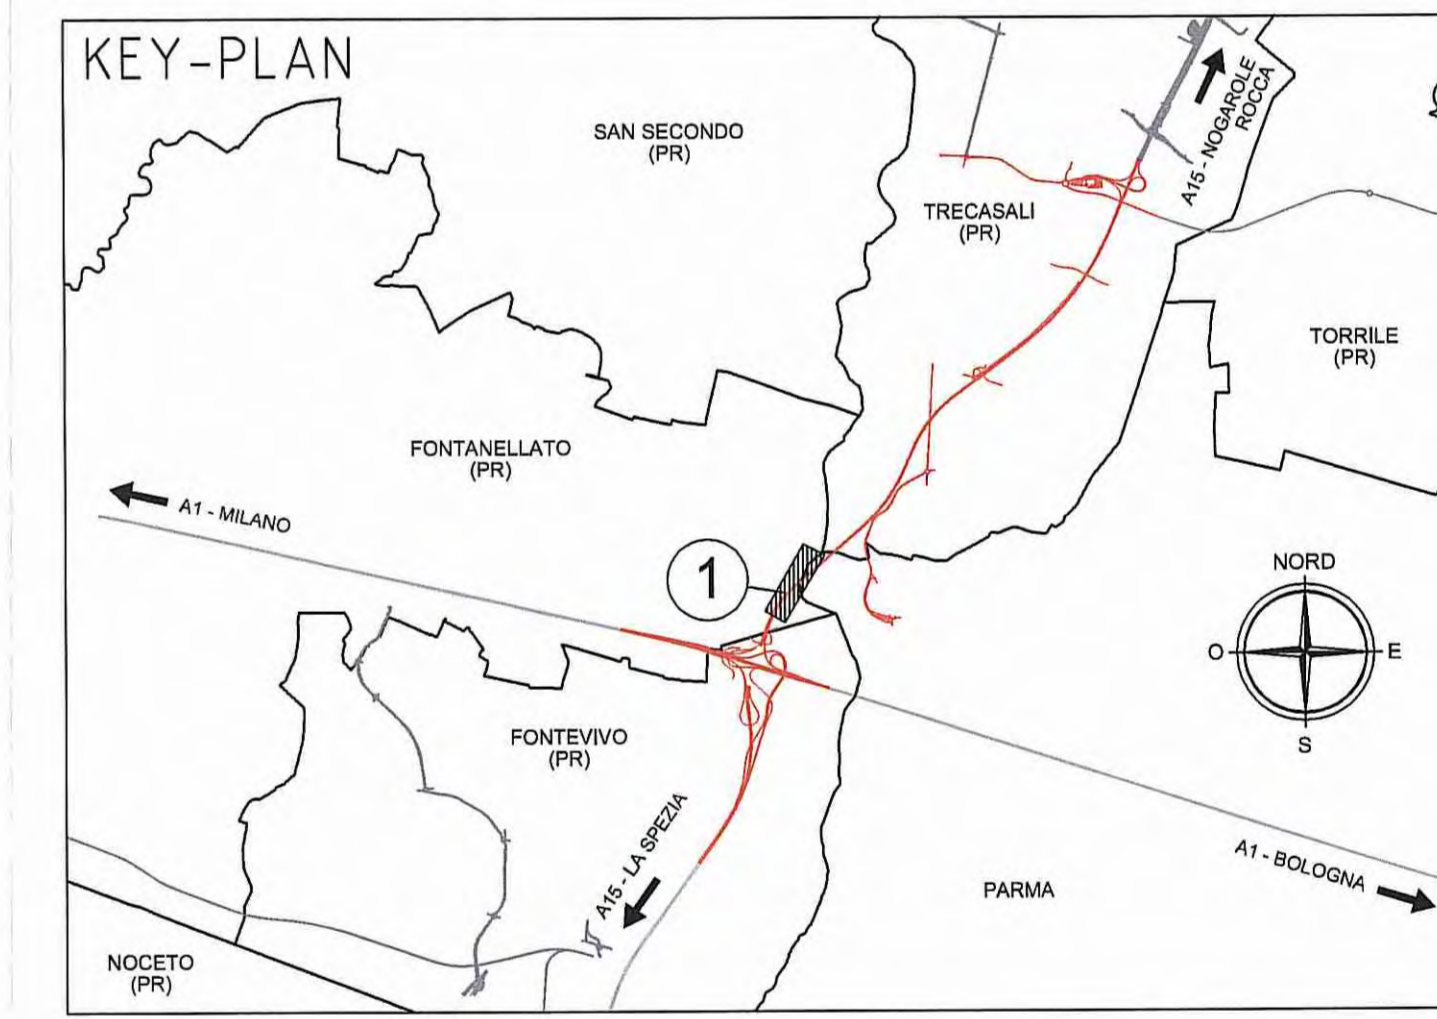 KEY-PLAN
SAN SECONDO
(PR)
A15 - NOGAROLE
ROCCA
TRECASALI
(PR)
TORRILE
(PR)
FONTANELLATO
(PR)
A1 - MILANO
1
NORD
O
E
S
FONTEVIVO
(PR)
A15 - LA SPEZIA
A1 - BOLOGNA
PARMA
NOCETO
(PR)